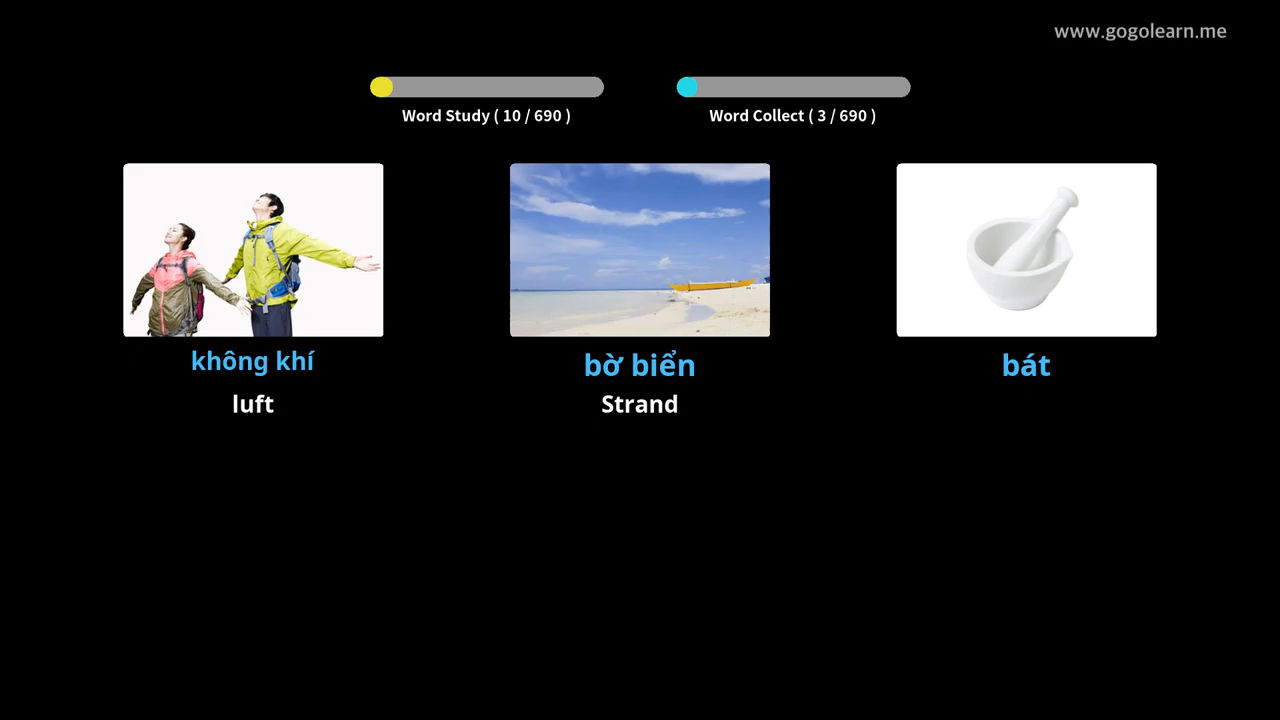 www.gogolearn.me
Word Study ( 10 / 690 )
Word Collect ( 3 / 690 )
không khí
luft
bờ biển
Strand
bát